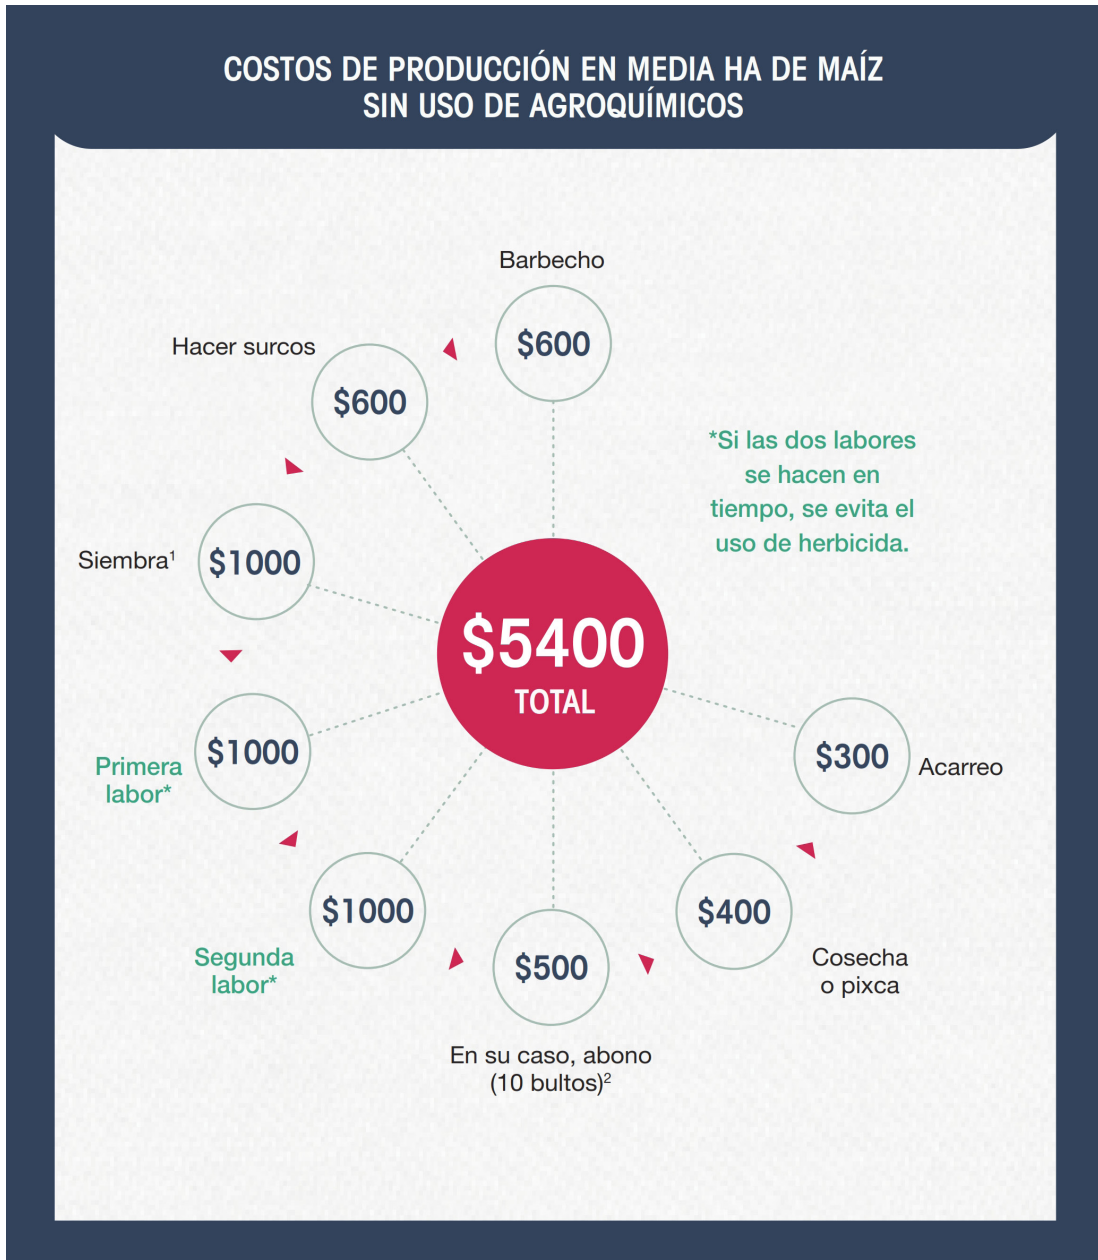 COSTOS DE PRODUCCIÓN EN MEDIA HA DE MAÍZ
SIN USO DE AGROQUÍMICOS
Barbecho
$600
Hacer surcos
$600
*Si las dos labores
se hacen en
tiempo, se evita el
uso de herbicida.
Siembra¹
$1000
$5400
TOTAL
Primera
labor*
$1000
$300
Acarreo
Segunda
labor*
$1000
$500
En su caso, abono
(10 bultos)²
$400
Cosecha
o pixca